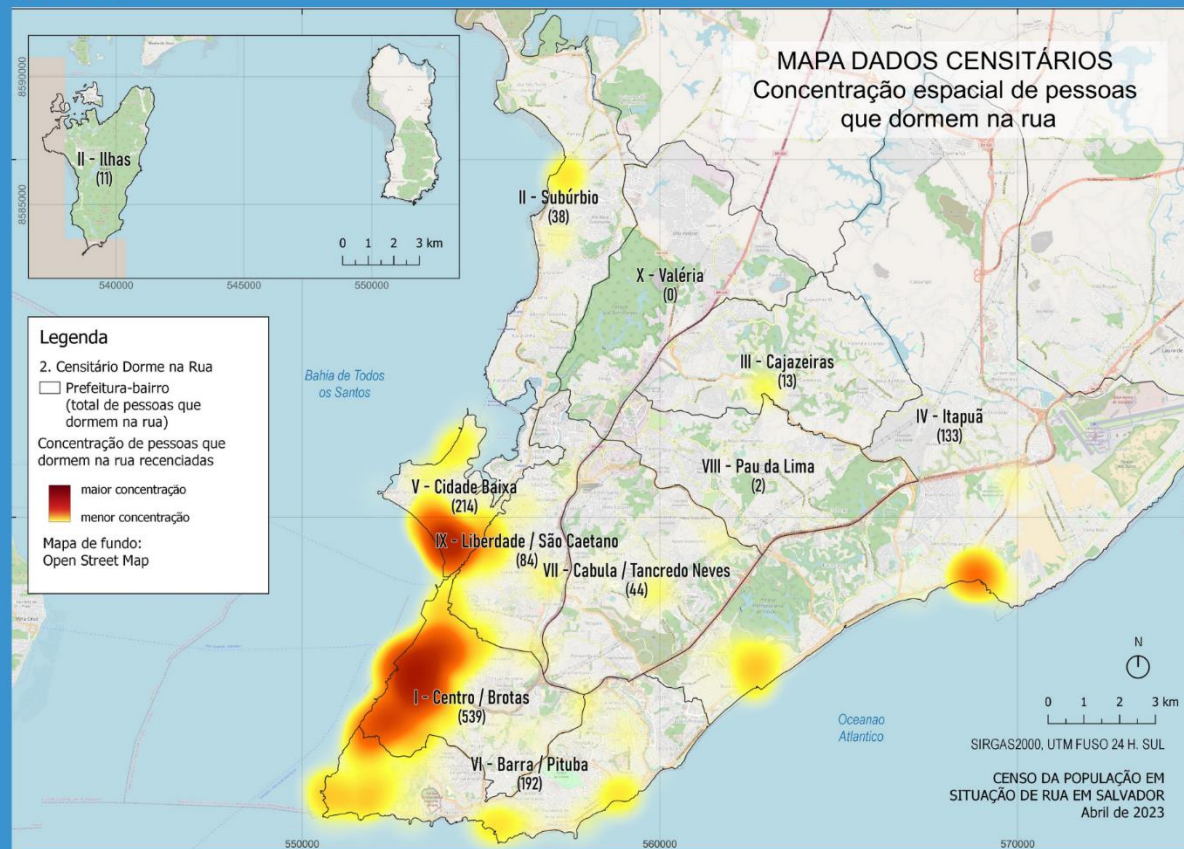 MAPA DADOS CENSITÁRIOS
Concentração espacial de pessoas
que dormem na rua
8590000
8585000
II - Ilhas
(11)
0 1 2 3 km
540000
545000
550000
II - Subúrbio
(38)
X - Valéria
(0)
III - Cajazeiras
(13)
IV - Itapuã
(133)
VIII - Pau da Lima
(2)
V - Cidade Baixa
(214)
IX - Liberdade / São Caetano
(84)
VII - Cabula / Tancredo Neves
(44)
I - Centro / Brotas
(539)
VI - Barra / Pituba
(192)
Bahia de Todos
os Santos
Oceanao
Atlantico
Legenda
2. Censitário Dorme na Rua
Prefeitura-bairro
(total de pessoas que
dormem na rua)
Concentração de pessoas que
dormem na rua recenciadas
maior concentração
menor concentração
Mapa de fundo:
Open Street Map
N
0 1 2 3 km
SIRGAS2000, UTM FUSO 24 H. SUL
CENSO DA POPULAÇÃO EM
SITUAÇÃO DE RUA EM SALVADOR
Abril de 2023
550000
560000
570000